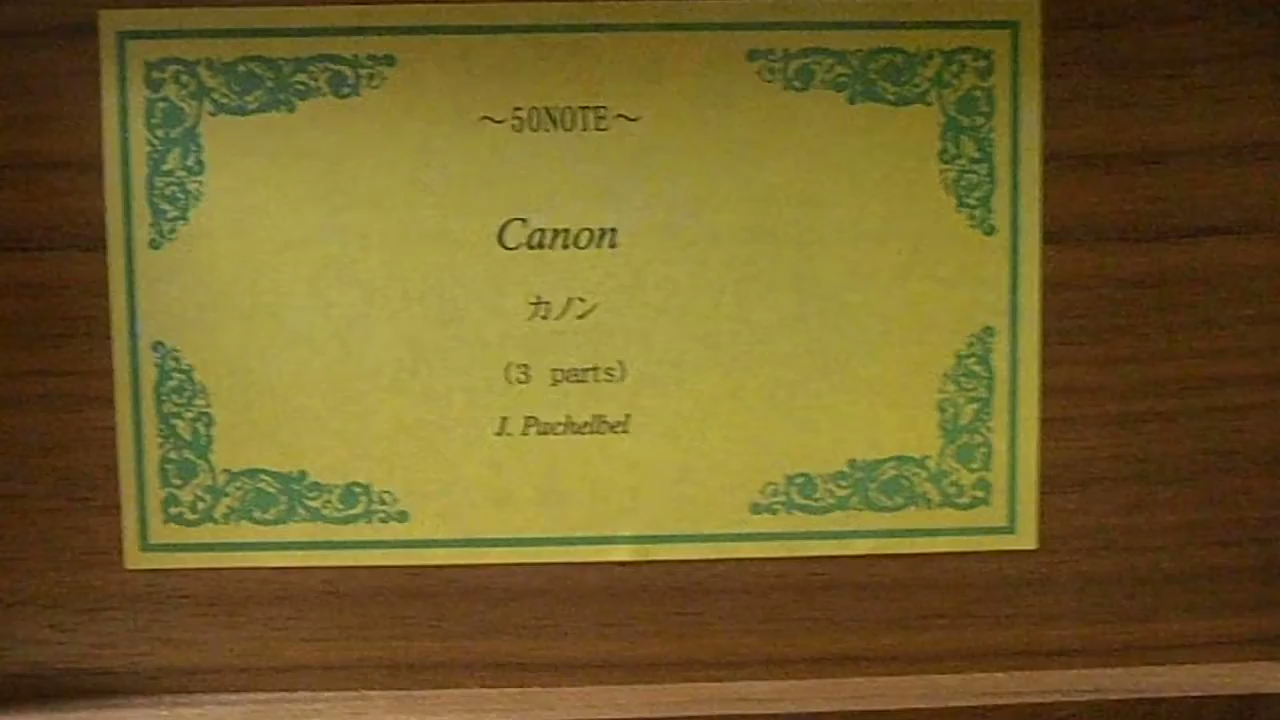 ～50NOTE～
Canon
カノン
(3 parts)
J. Pachelbel